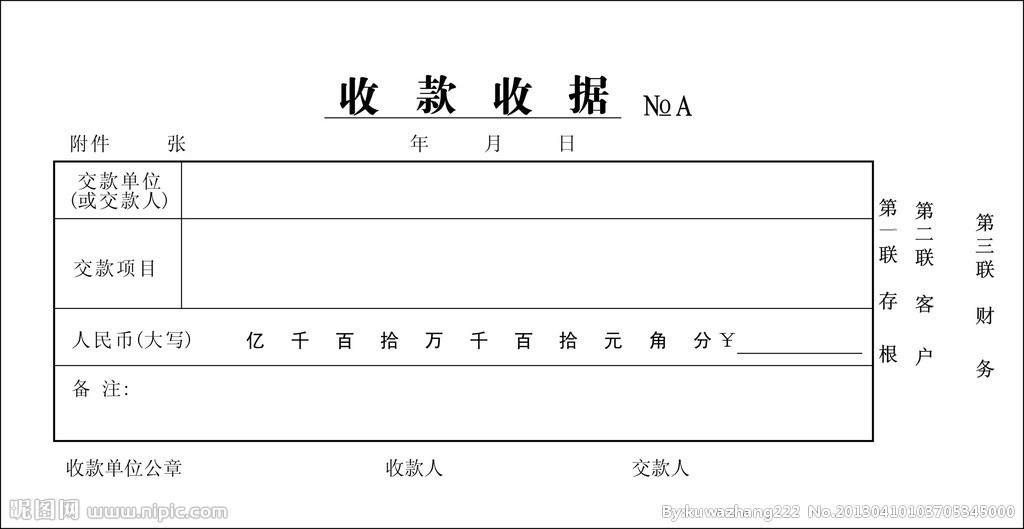 收款收据 №A
附件 张 年 月 日
交款单位
(或交款人)
交款项目
人民币(大写) 亿 千 百 拾 万 千 百 拾 元 角 分 ¥
备 注:
第一联 存根
第二联 客户
第三联 财务
收款单位公章 收款人 交款人
昵图网 www.nipic.com
By:kuwazhang222 No.20130410103705345000